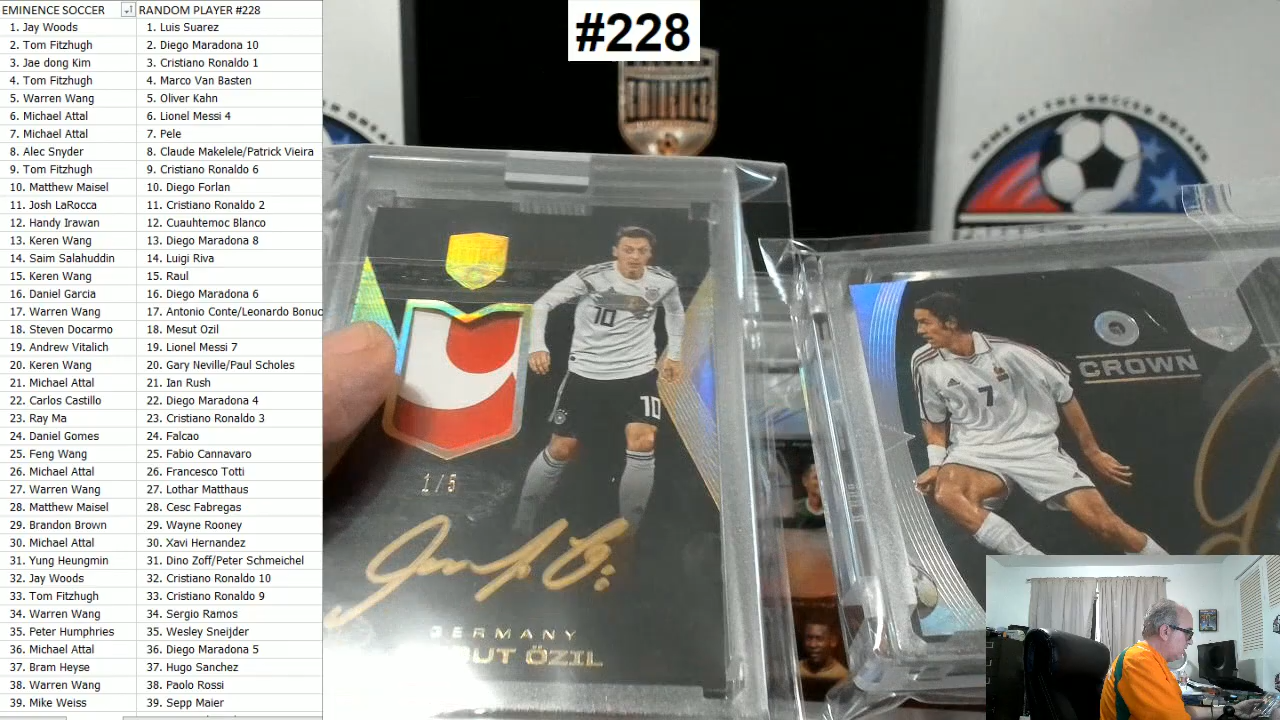 #228
EMINENCE SOCCER RANDOM PLAYER #228
1. Jay Woods 1. Luis Suarez
2. Tom Fitzhugh 2. Diego Maradona 10
3. Jae dong Kim 3. Cristiano Ronaldo 1
4. Tom Fitzhugh 4. Marco Van Basten
5. Warren Wang 5. Oliver Kahn
6. Michael Attal 6. Lionel Messi 4
7. Michael Attal 7. Pele
8. Alec Snyder 8. Claude Makelele/Patrick Vieira
9. Tom Fitzhugh 9. Cristiano Ronaldo 6
10. Matthew Maisel 10. Diego Forlan
11. Josh LaRocca 11. Cristiano Ronaldo 2
12. Handy Irawan 12. Cuauhtemoc Blanco
13. Keren Wang 13. Diego Maradona 8
14. Saim Salahuddin 14. Luigi Riva
15. Keren Wang 15. Raul
16. Daniel Garcia 16. Diego Maradona 6
17. Warren Wang 17. Antonio Conte/Leonardo Bonuc
18. Steven Docarmo 18. Mesut Ozil
19. Andrew Vitalich 19. Lionel Messi 7
20. Keren Wang 20. Gary Neville/Paul Scholes
21. Michael Attal 21. Ian Rush
22. Carlos Castillo 22. Diego Maradona 4
23. Ray Ma 23. Cristiano Ronaldo 3
24. Daniel Gomes 24. Falcao
25. Feng Wang 25. Fabio Cannavaro
26. Michael Attal 26. Francesco Totti
27. Warren Wang 27. Lothar Matthaus
28. Matthew Maisel 28. Cesc Fabregas
29. Brandon Brown 29. Wayne Rooney
30. Michael Attal 30. Xavi Hernandez
31. Yung Heungmin 31. Dino Zoff/Peter Schmeichel
32. Jay Woods 32. Cristiano Ronaldo 10
33. Tom Fitzhugh 33. Cristiano Ronaldo 9
34. Warren Wang 34. Sergio Ramos
35. Peter Humphries 35. Wesley Sneijder
36. Michael Attal 36. Diego Maradona 5
37. Bram Heyse 37. Hugo Sanchez
38. Warren Wang 38. Paolo Rossi
39. Mike Weiss 39. Sepp Maier
HOME OF THE SOCCER
10
10
1/5
GERMANY
ÖZIL
CROWN
7